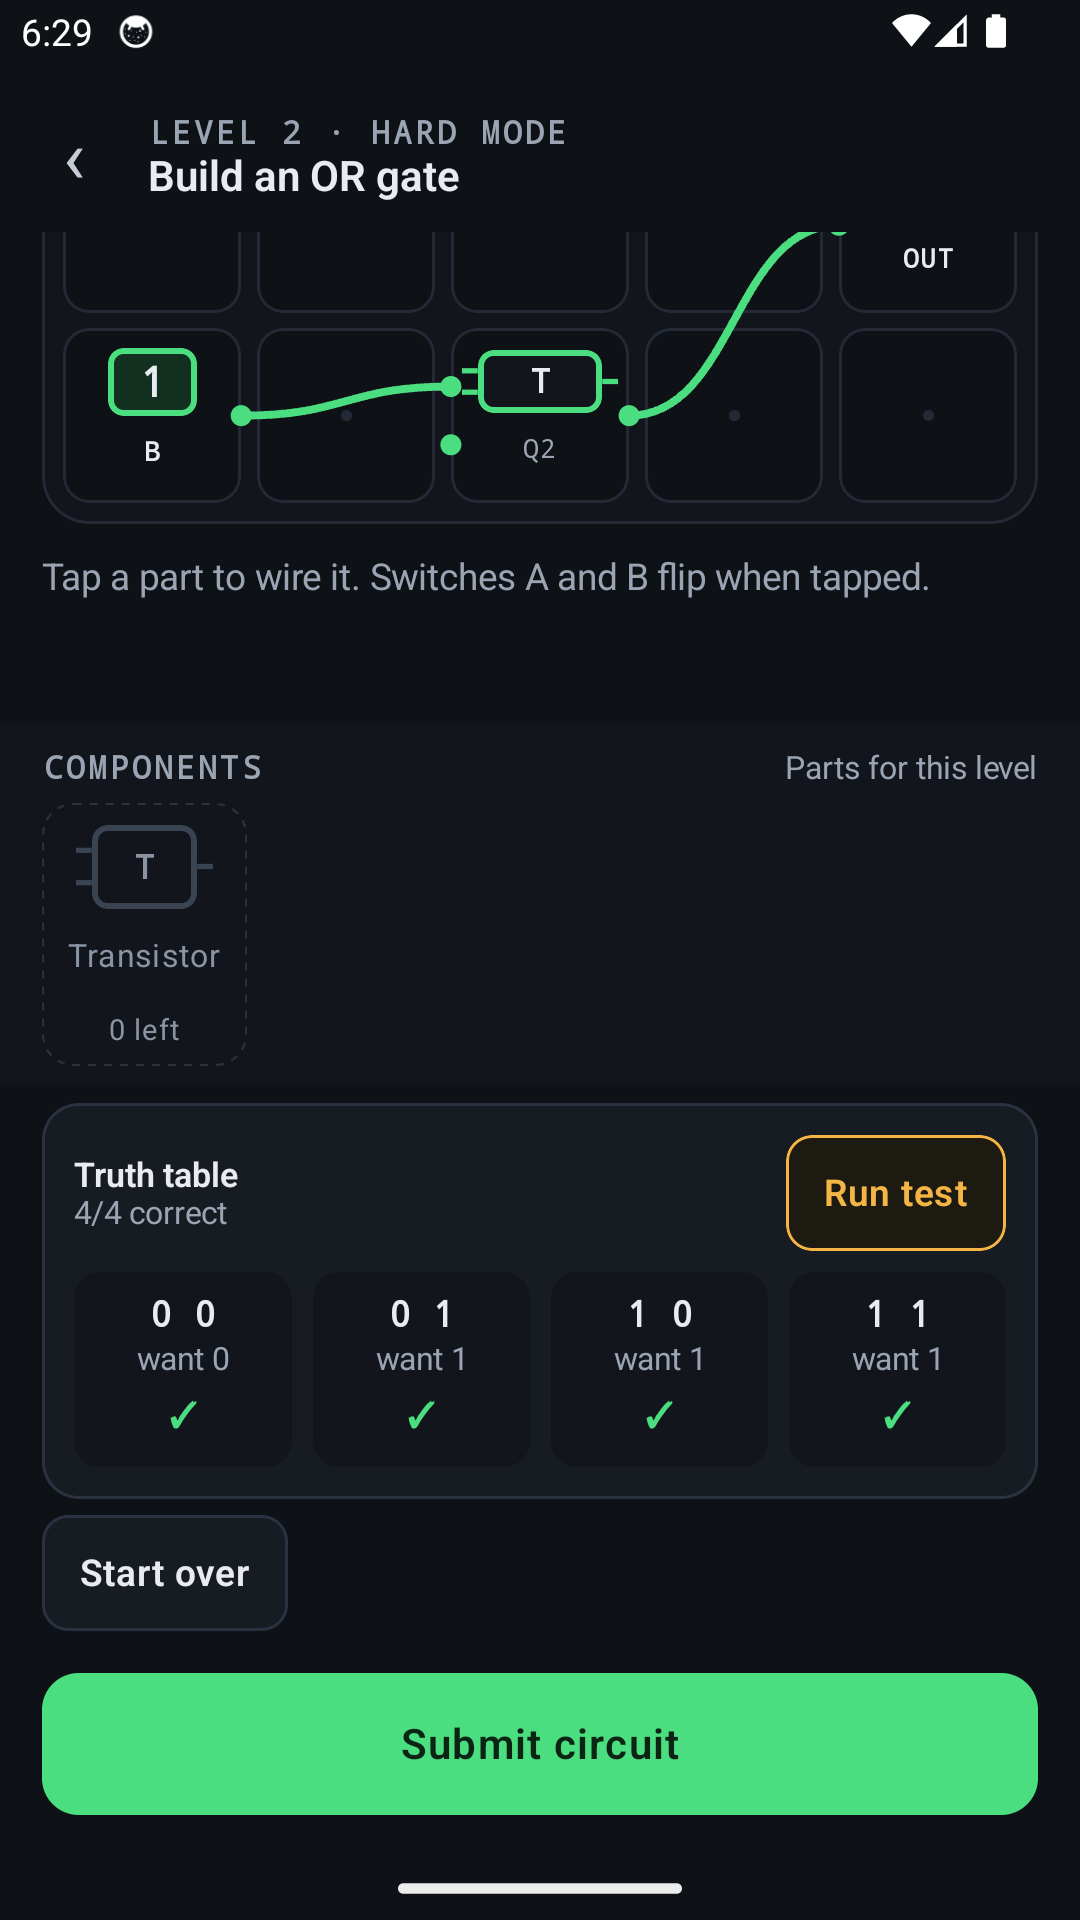 6:29
LEVEL 2 · HARD MODE
‹
Build an OR gate
OUT
1
T
B
Q2
Tap a part to wire it. Switches A and B flip when tapped.
COMPONENTS
Parts for this level
T
Transistor
0 left
Truth table
4/4 correct
Run test
0 0
0 1
1 0
1 1
want 0
want 1
want 1
want 1
✓
✓
✓
✓
Start over
Submit circuit